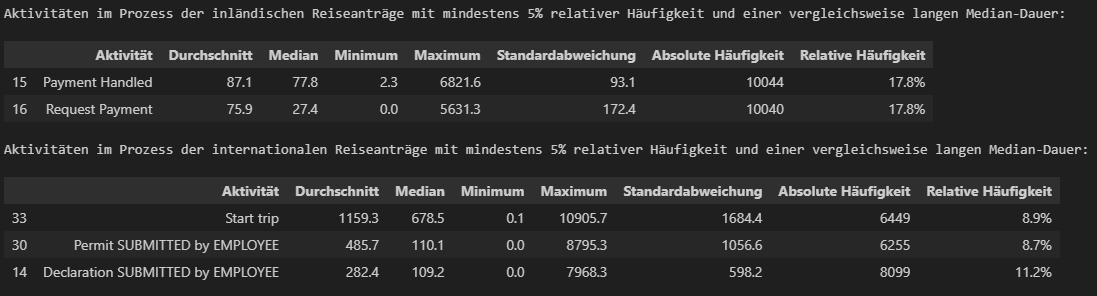 Aktivitäten im Prozess der inländischen Reiseanträge mit mindestens 5% relativer Häufigkeit und einer vergleichsweise langen Median-Dauer:
Aktivität Durchschnitt Median Minimum Maximum Standardabweichung Absolute Häufigkeit Relative Häufigkeit
15 Payment Handled 87.1 77.8 2.3 6821.6 93.1 10044 17.8%
16 Request Payment 75.9 27.4 0.0 5631.3 172.4 10040 17.8%
Aktivitäten im Prozess der internationalen Reiseanträge mit mindestens 5% relativer Häufigkeit und einer vergleichsweise langen Median-Dauer:
Aktivität Durchschnitt Median Minimum Maximum Standardabweichung Absolute Häufigkeit Relative Häufigkeit
33 Start trip 1159.3 678.5 0.1 10905.7 1684.4 6449 8.9%
30 Permit SUBMITTED by EMPLOYEE 485.7 110.1 0.0 8795.3 1056.6 6255 8.7%
14 Declaration SUBMITTED by EMPLOYEE 282.4 109.2 0.0 7968.3 598.2 8099 11.2%